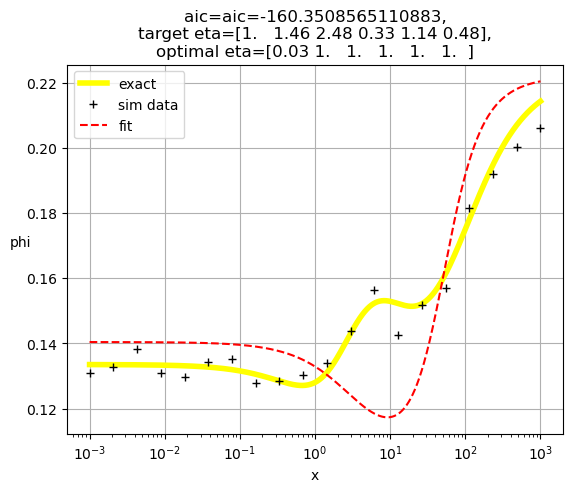 aic=aic=-160.3508565110883,
target eta=[1.   1.46 2.48 0.33 1.14 0.48],
optimal eta=[0.03 1.   1.   1.   1.   1.  ]
exact
sim data
fit
0.22
0.20
0.18
0.16
0.14
0.12
phi
10⁻³ 10⁻² 10⁻¹ 10⁰ 10¹ 10² 10³
x